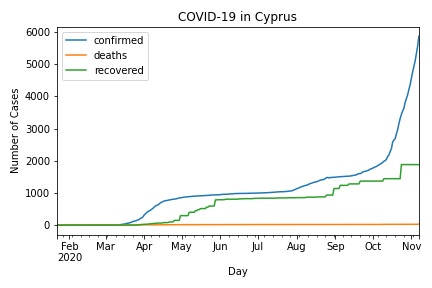 COVID-19 in Cyprus
confirmed
deaths
recovered
6000
5000
4000
3000
2000
1000
0
Number of Cases
Feb Mar Apr May Jun Jul Aug Sep Oct Nov
2020
Day